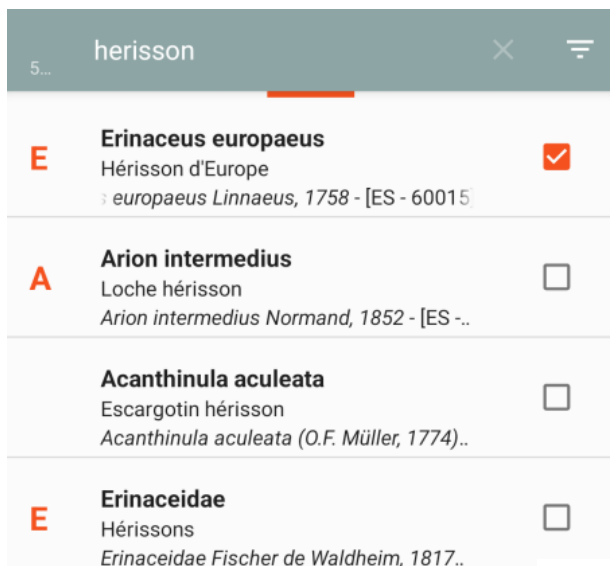 herisson
5...
E
Erinaceus europaeus
Hérisson d'Europe
europaeus Linnaeus, 1758 - [ES - 60015]
A
Arion intermedius
Loche hérisson
Arion intermedius Normand, 1852 - [ES -..
Acanthinula aculeata
Escargotin hérisson
Acanthinula aculeata (O.F. Müller, 1774)..
E
Erinaceidae
Hérissons
Erinaceidae Fischer de Waldheim, 1817..